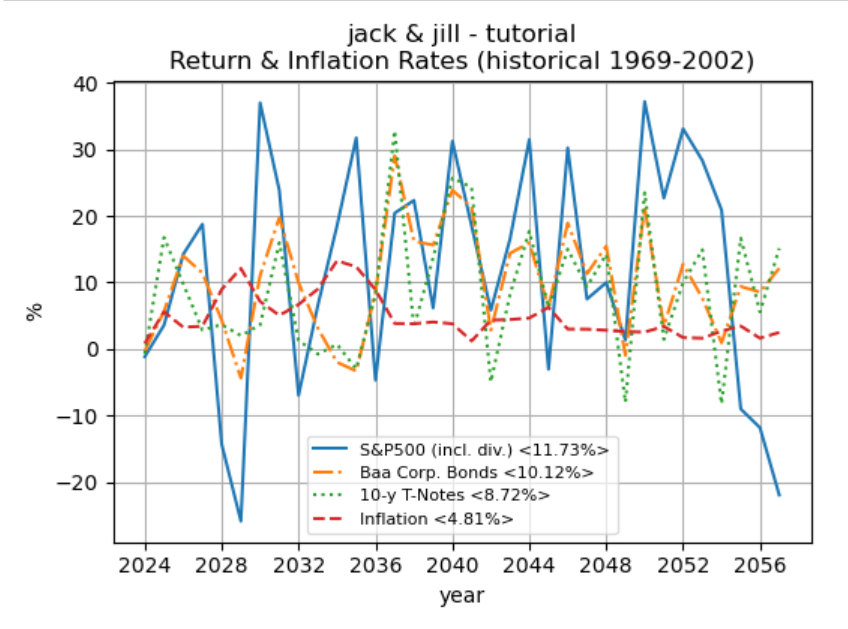 jack & jill - tutorial
Return & Inflation Rates (historical 1969-2002)
%
40
30
20
10
0
−10
−20
S&P500 (incl. div.) <11.73%>
Baa Corp. Bonds <10.12%>
10-y T-Notes <8.72%>
Inflation <4.81%>
2024 2028 2032 2036 2040 2044 2048 2052 2056
year